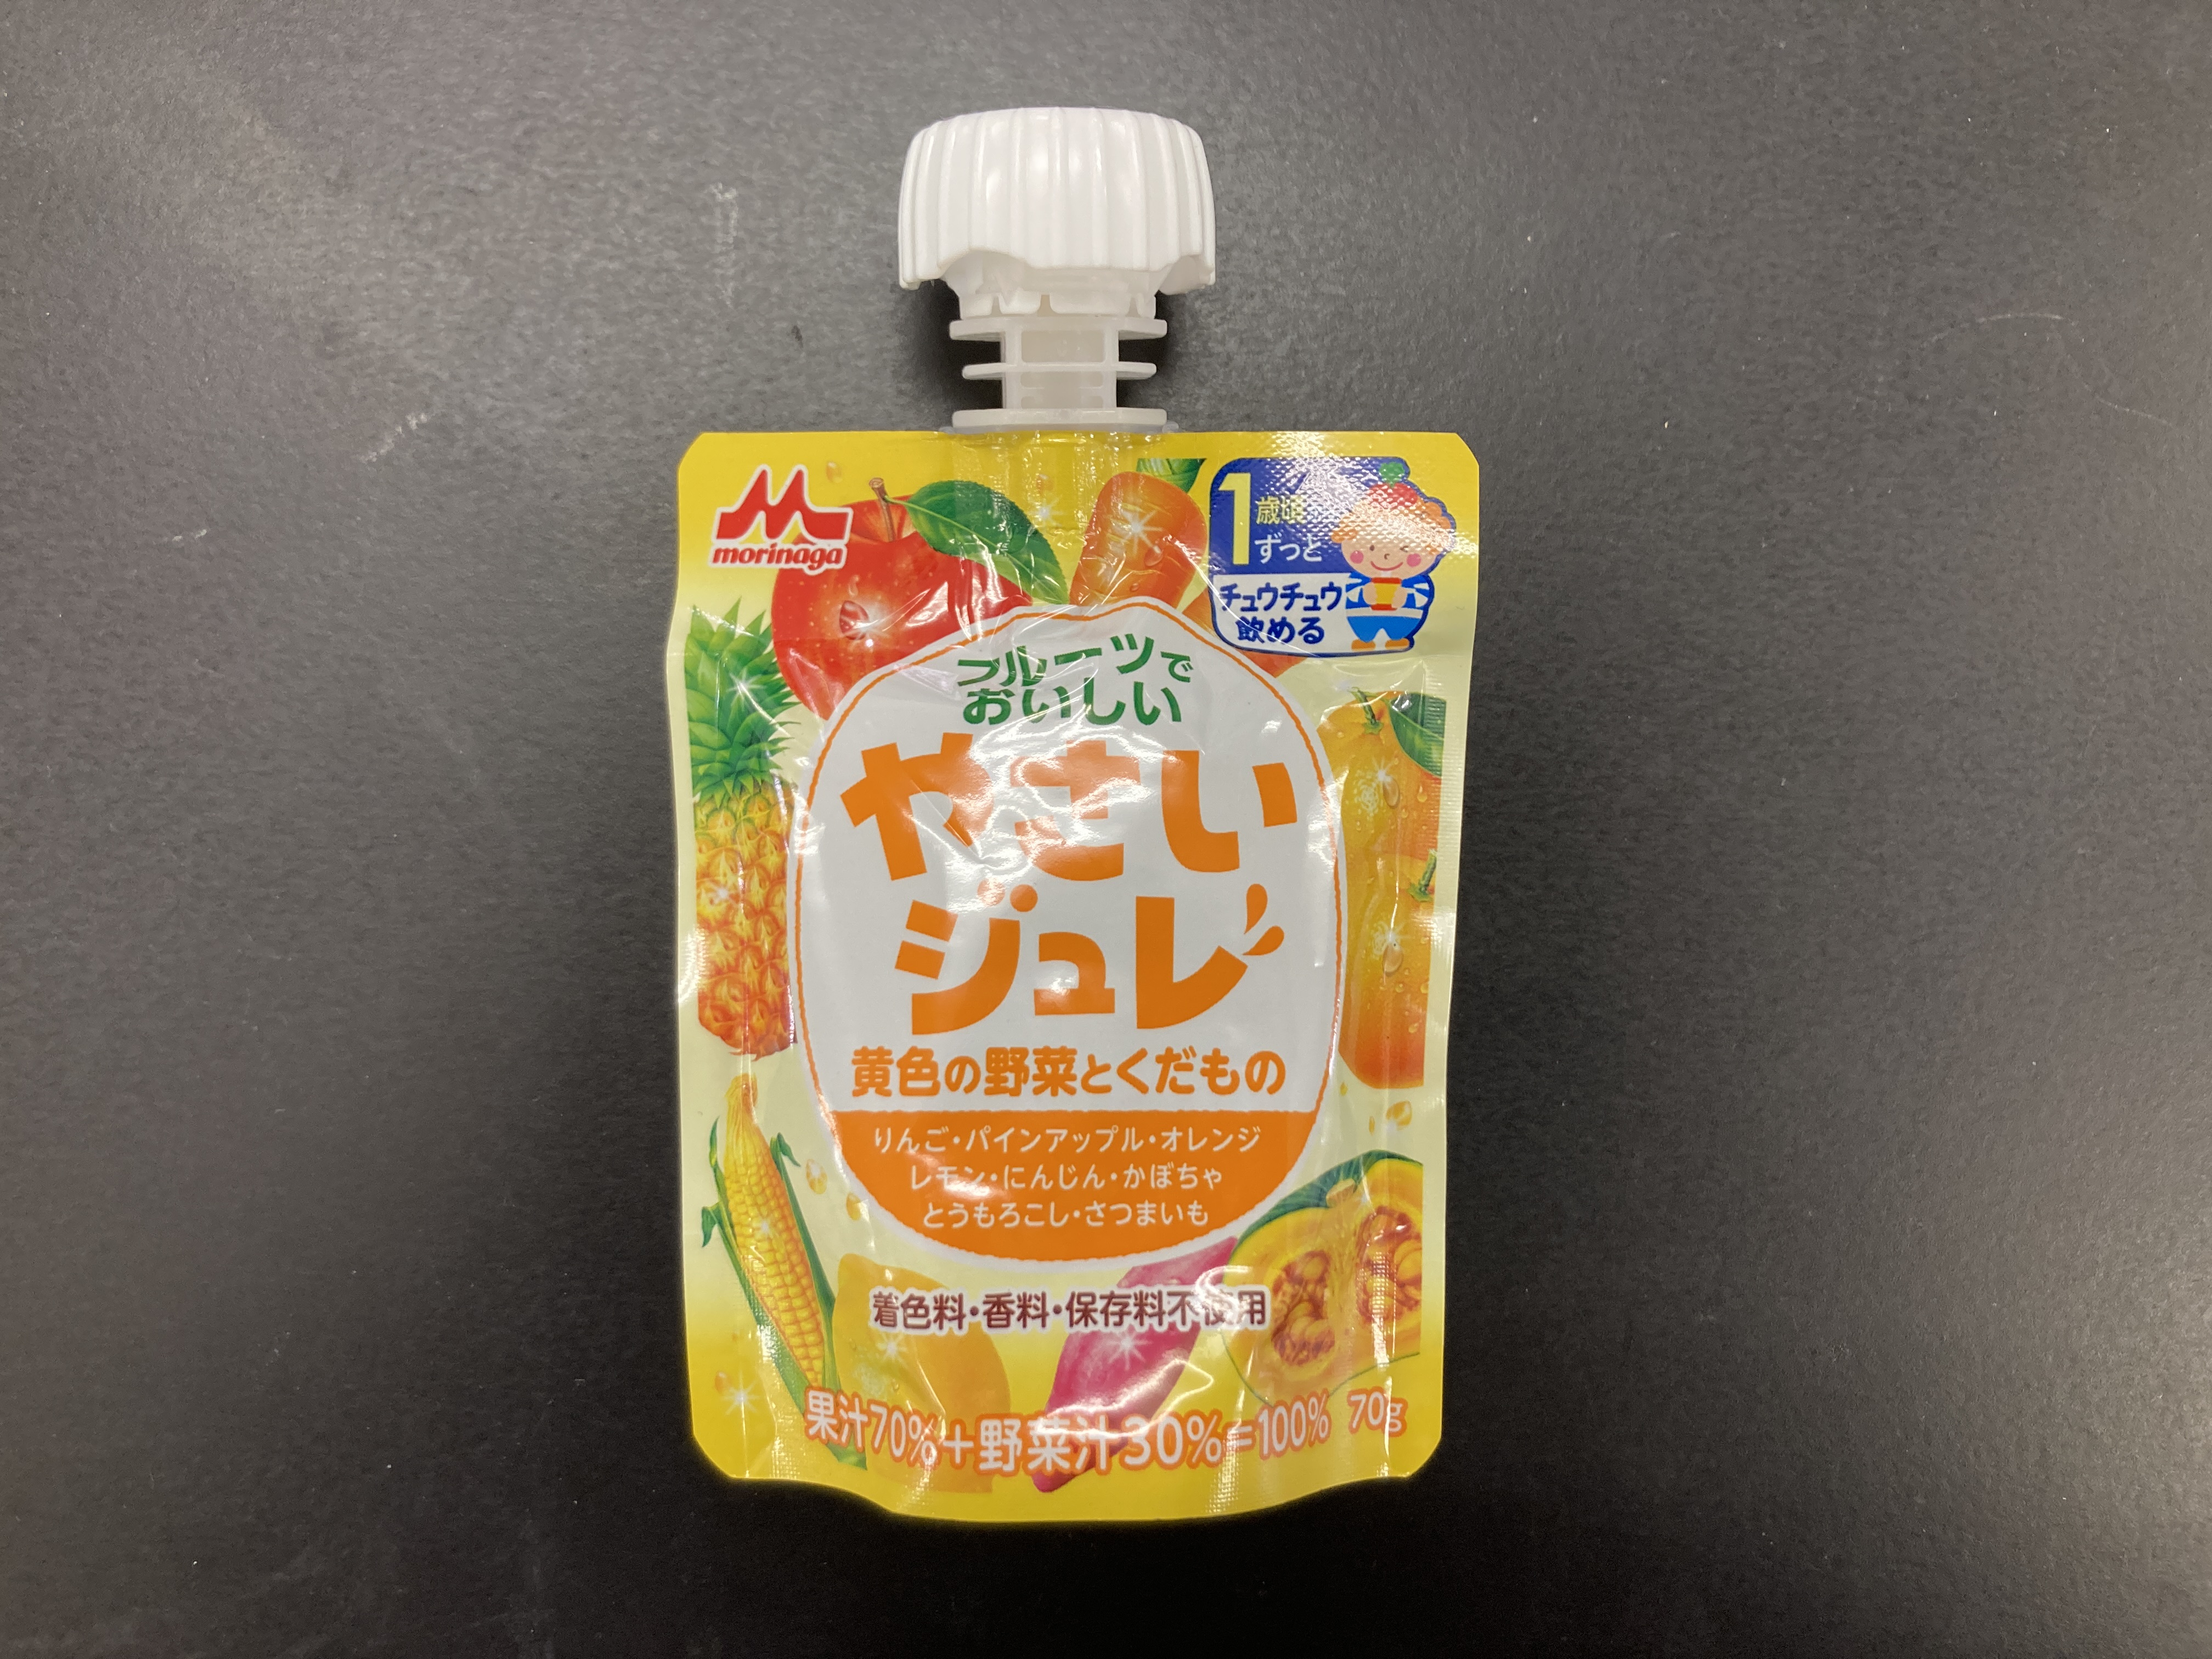 morinaga
1歳頃
ずっと
チュウチュウ
飲める
フルーツで
おいしい
やさい
ジュレ
黄色の野菜とくだもの
りんご・パインアップル・オレンジ
レモン・にんじん・かぼちゃ
とうもろこし・さつまいも
着色料・香料・保存料不使用
果汁70%+野菜汁30%=100% 70g